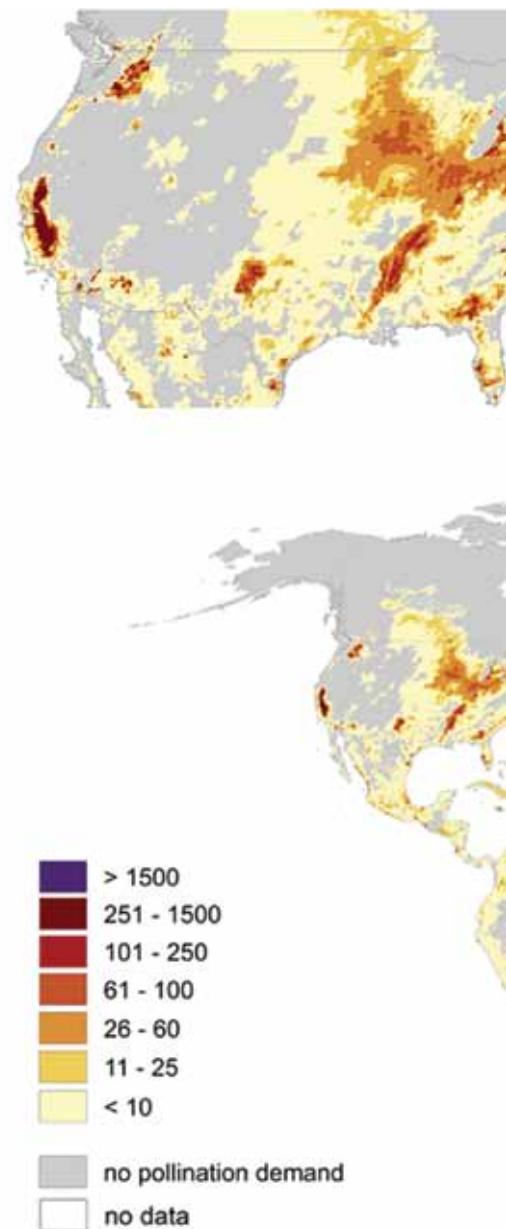 > 1500
251 - 1500
101 - 250
61 - 100
26 - 60
11 - 25
< 10
no pollination demand
no data